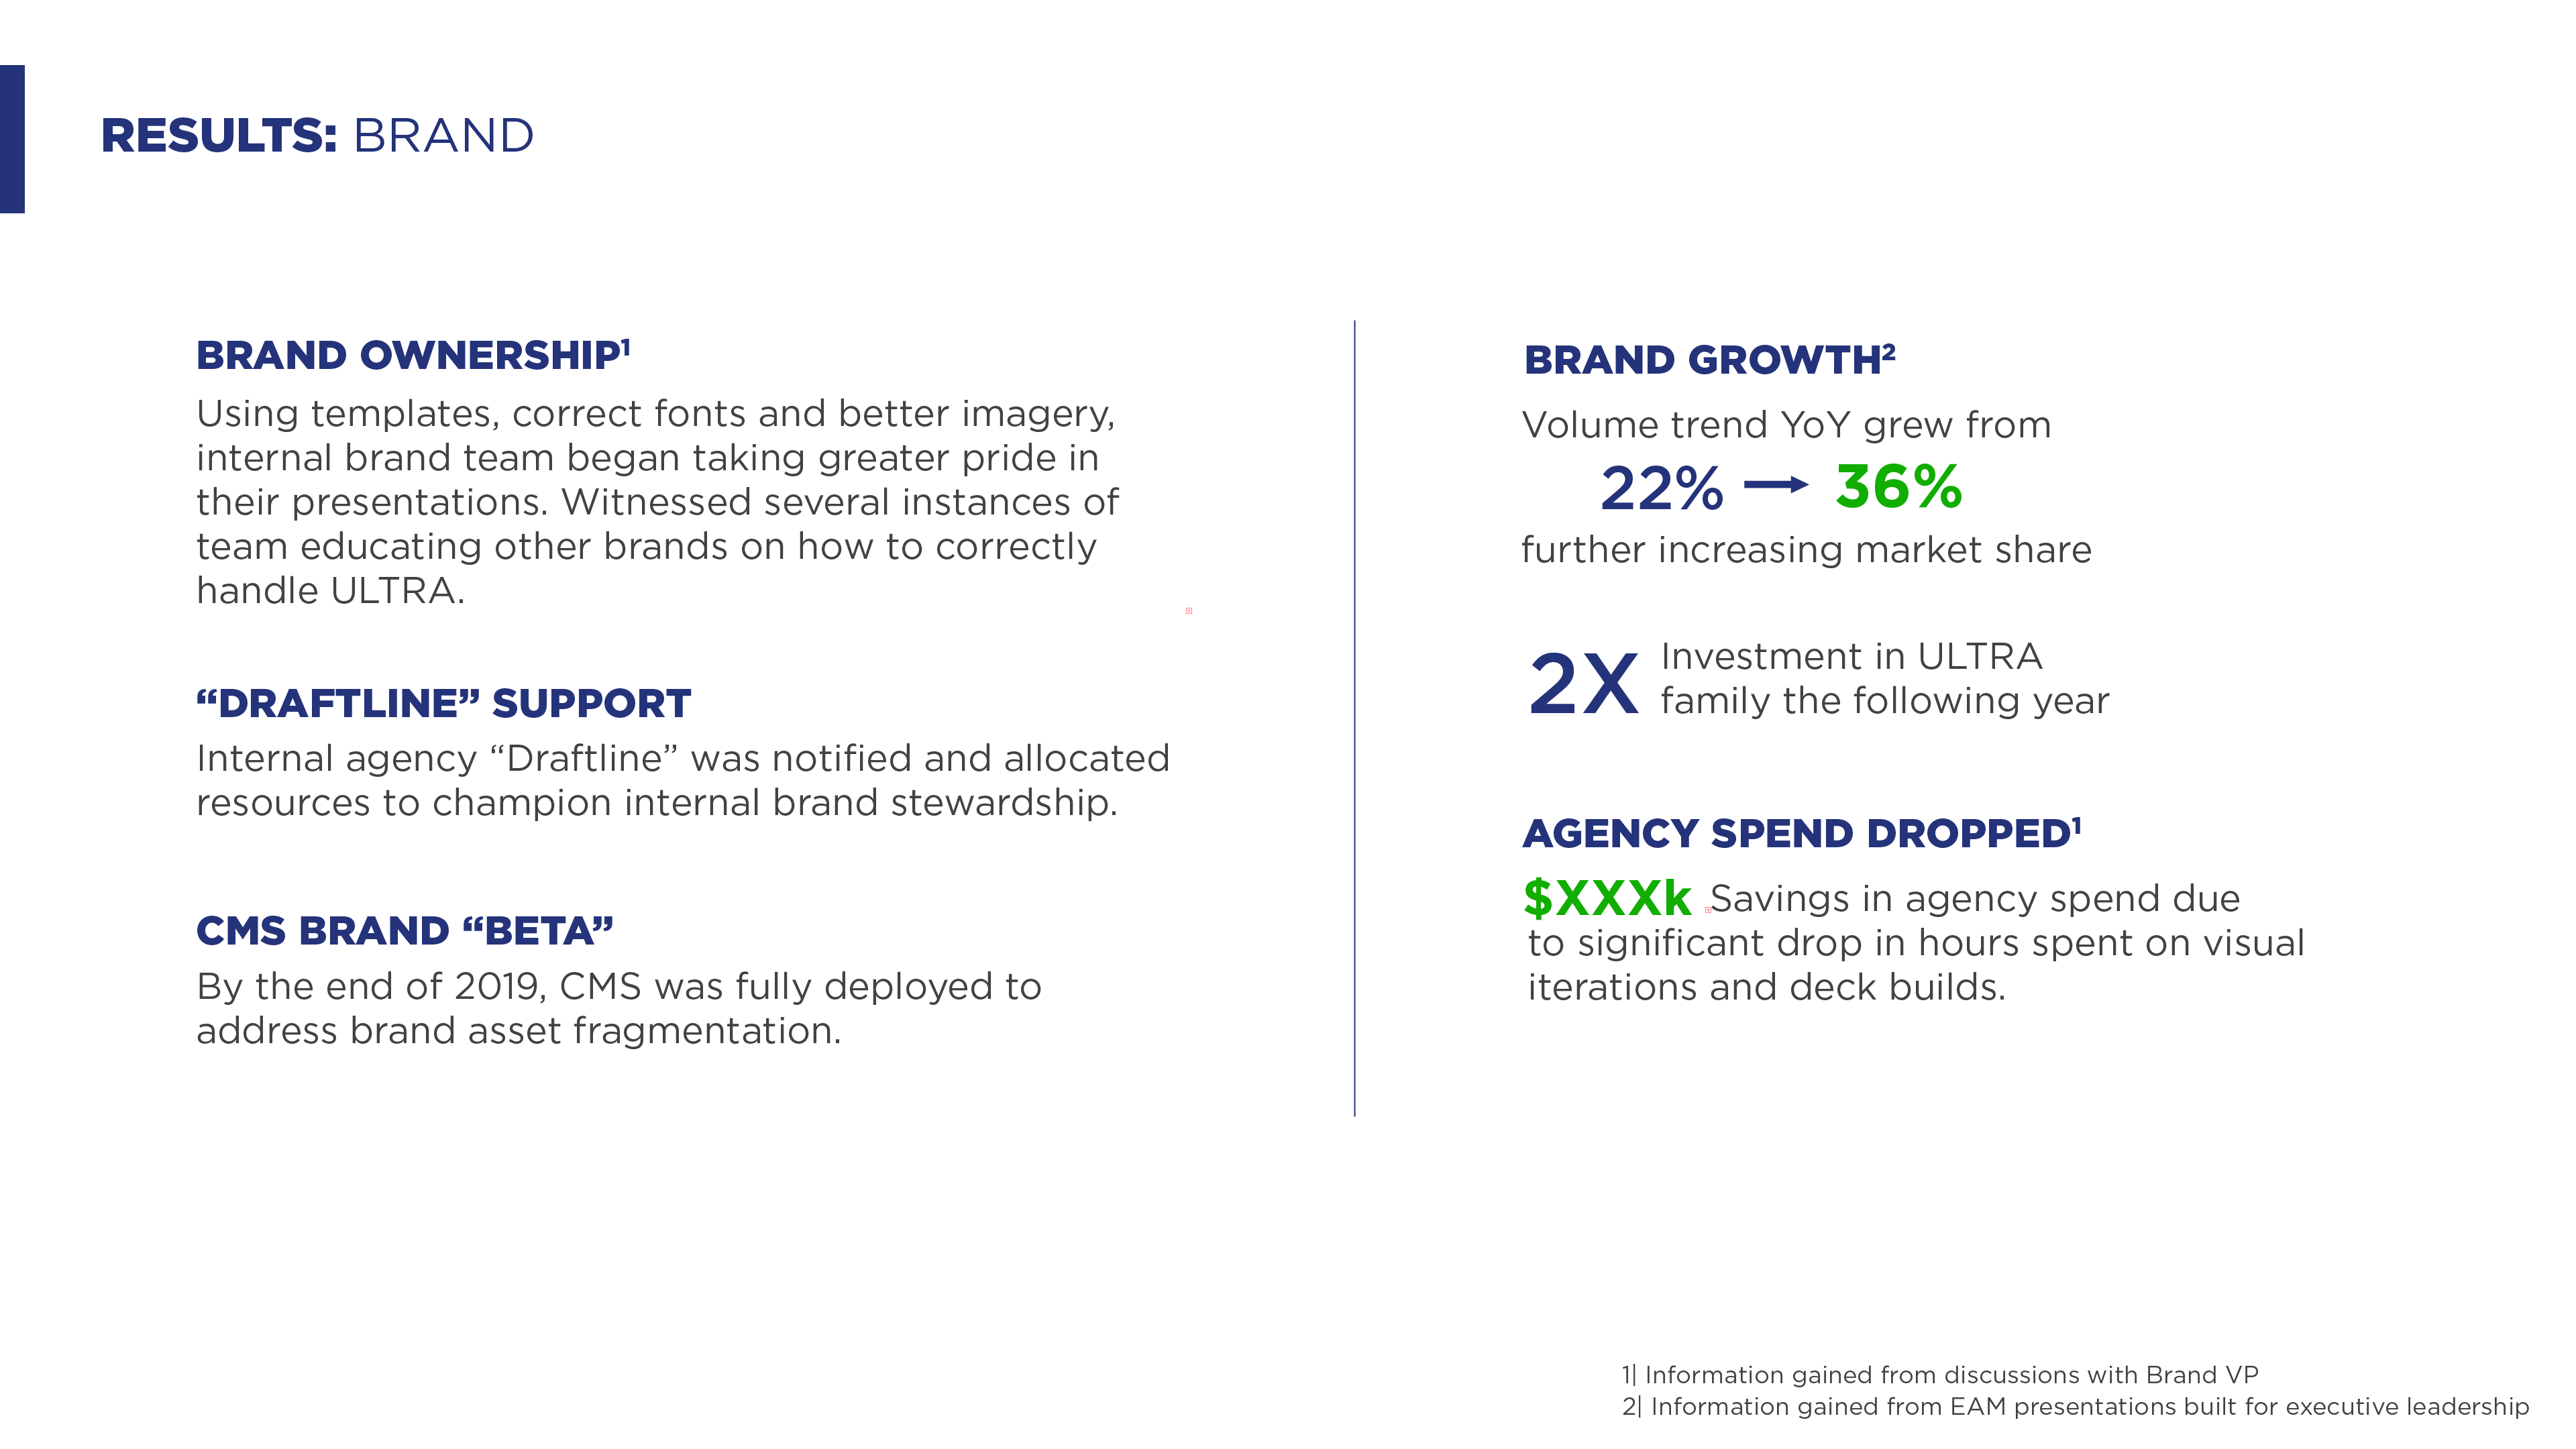 RESULTS: BRAND
BRAND OWNERSHIP¹
Using templates, correct fonts and better imagery,
internal brand team began taking greater pride in
their presentations. Witnessed several instances of
team educating other brands on how to correctly
handle ULTRA.
“DRAFTLINE” SUPPORT
Internal agency “Draftline” was notified and allocated
resources to champion internal brand stewardship.
CMS BRAND “BETA”
By the end of 2019, CMS was fully deployed to
address brand asset fragmentation.
BRAND GROWTH²
Volume trend YoY grew from
22% → 36%
further increasing market share
2X Investment in ULTRA
family the following year
AGENCY SPEND DROPPED¹
$XXXk Savings in agency spend due
to significant drop in hours spent on visual
iterations and deck builds.
1| Information gained from discussions with Brand VP
2| Information gained from EAM presentations built for executive leadership